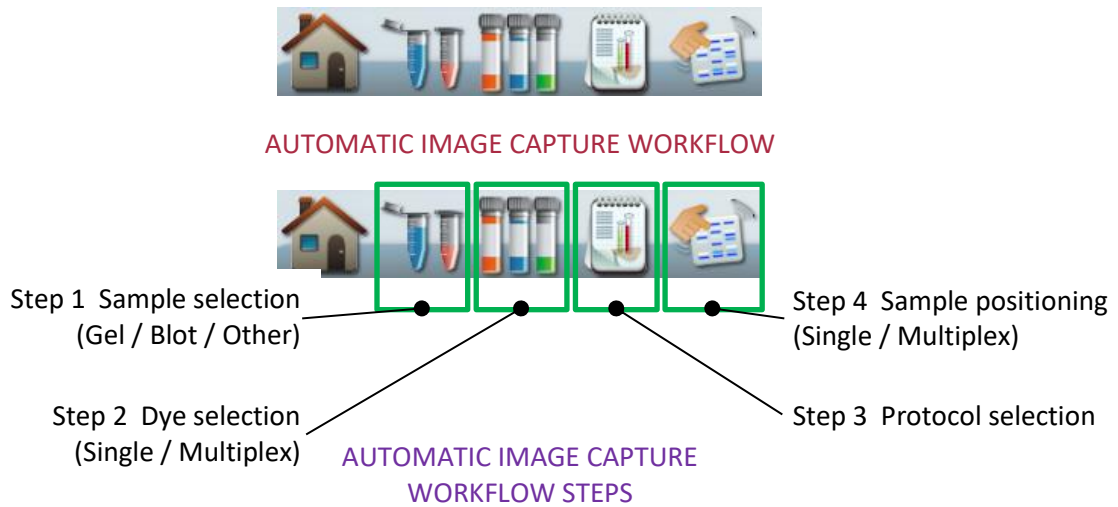 AUTOMATIC IMAGE CAPTURE WORKFLOW
Step 1 Sample selection
(Gel / Blot / Other)
Step 4 Sample positioning
(Single / Multiplex)
Step 2 Dye selection
(Single / Multiplex)
Step 3 Protocol selection
AUTOMATIC IMAGE CAPTURE
WORKFLOW STEPS